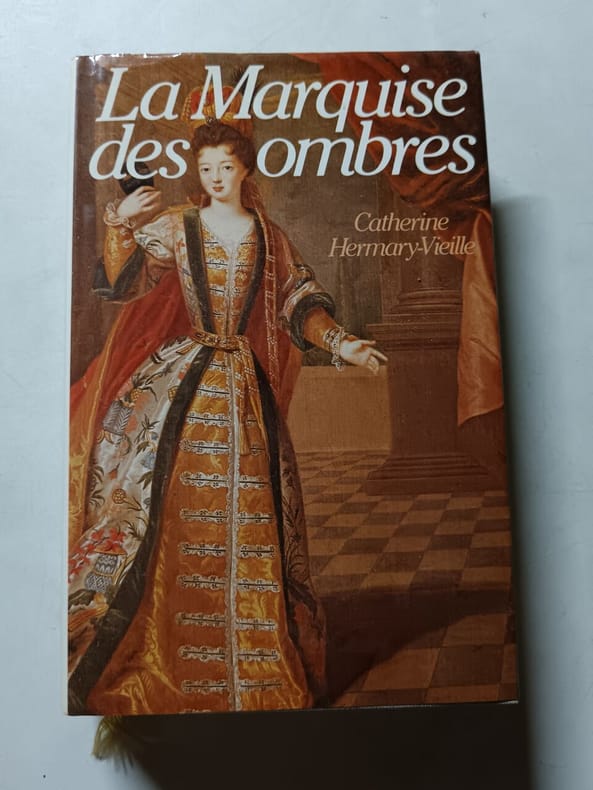 La Marquise
des ombres
Catherine
Hermary-Vieille